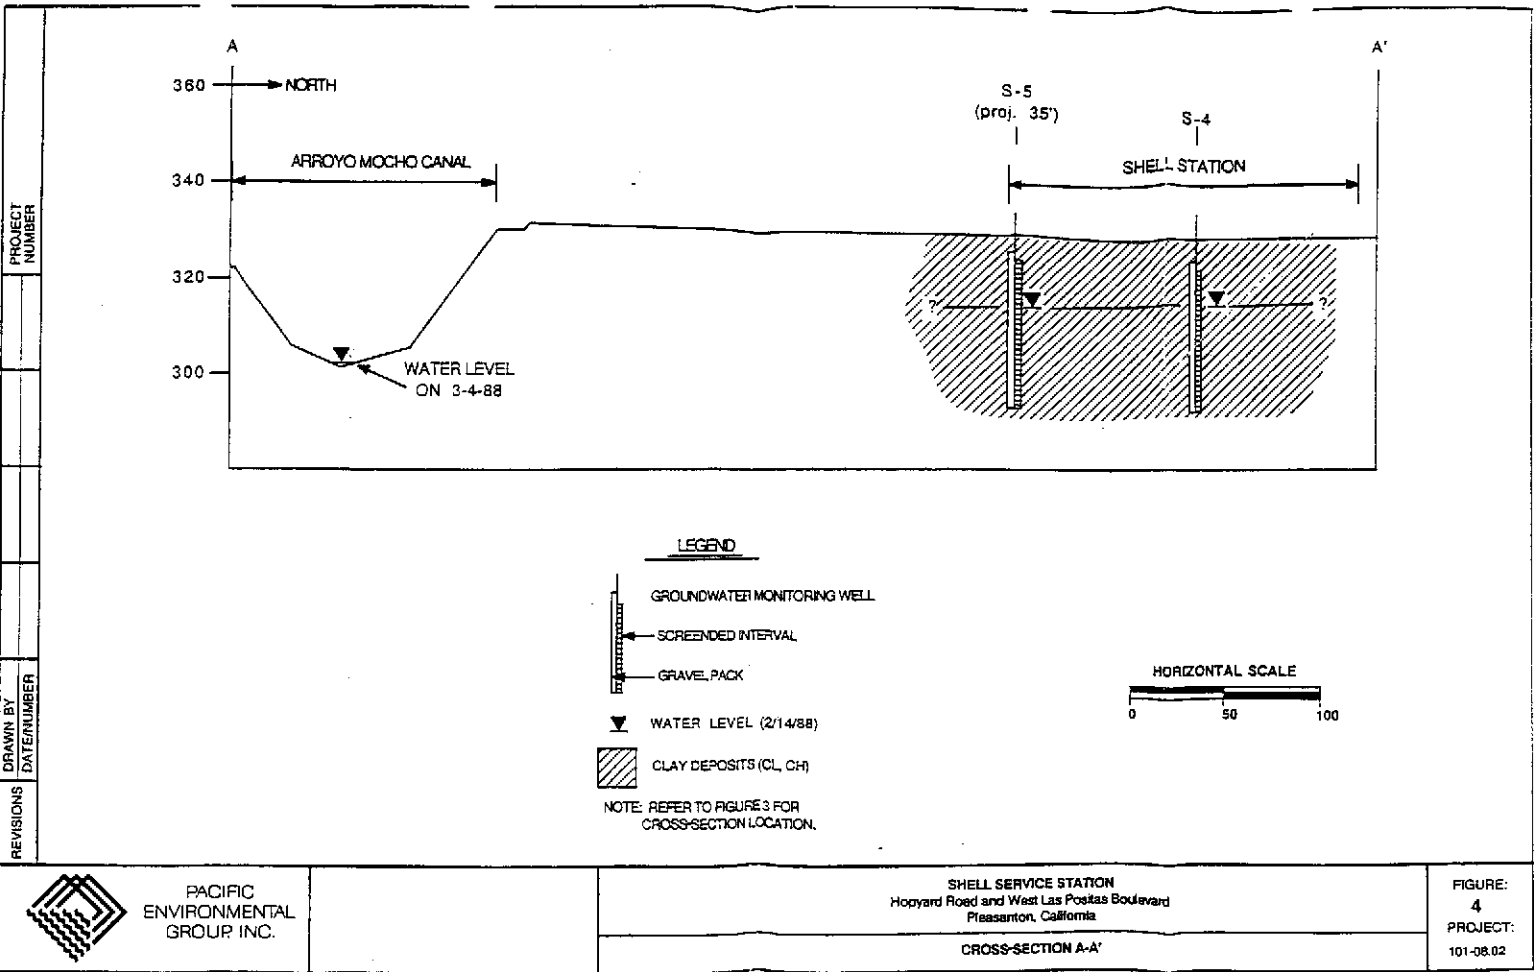 A
A'
360
NORTH
S-5
(proj. 35')
S-4
ARROYO MOCHO CANAL
SHELL STATION
340
320
?
?
300
WATER LEVEL
ON 3-4-88
LEGEND
GROUNDWATER MONITORING WELL
SCREENDED INTERVAL
GRAVEL PACK
WATER LEVEL (2/14/88)
CLAY DEPOSITS (CL, CH)
NOTE: REFER TO FIGURE 3 FOR
CROSS-SECTION LOCATION.
HORIZONTAL SCALE
0 50 100
PROJECT
NUMBER
DRAWN BY
DATE/NUMBER
REVISIONS
PACIFIC
ENVIRONMENTAL
GROUP, INC.
SHELL SERVICE STATION
Hopyard Road and West Las Positas Boulevard
Pleasanton, California
CROSS-SECTION A-A'
FIGURE:
4
PROJECT:
101-08.02